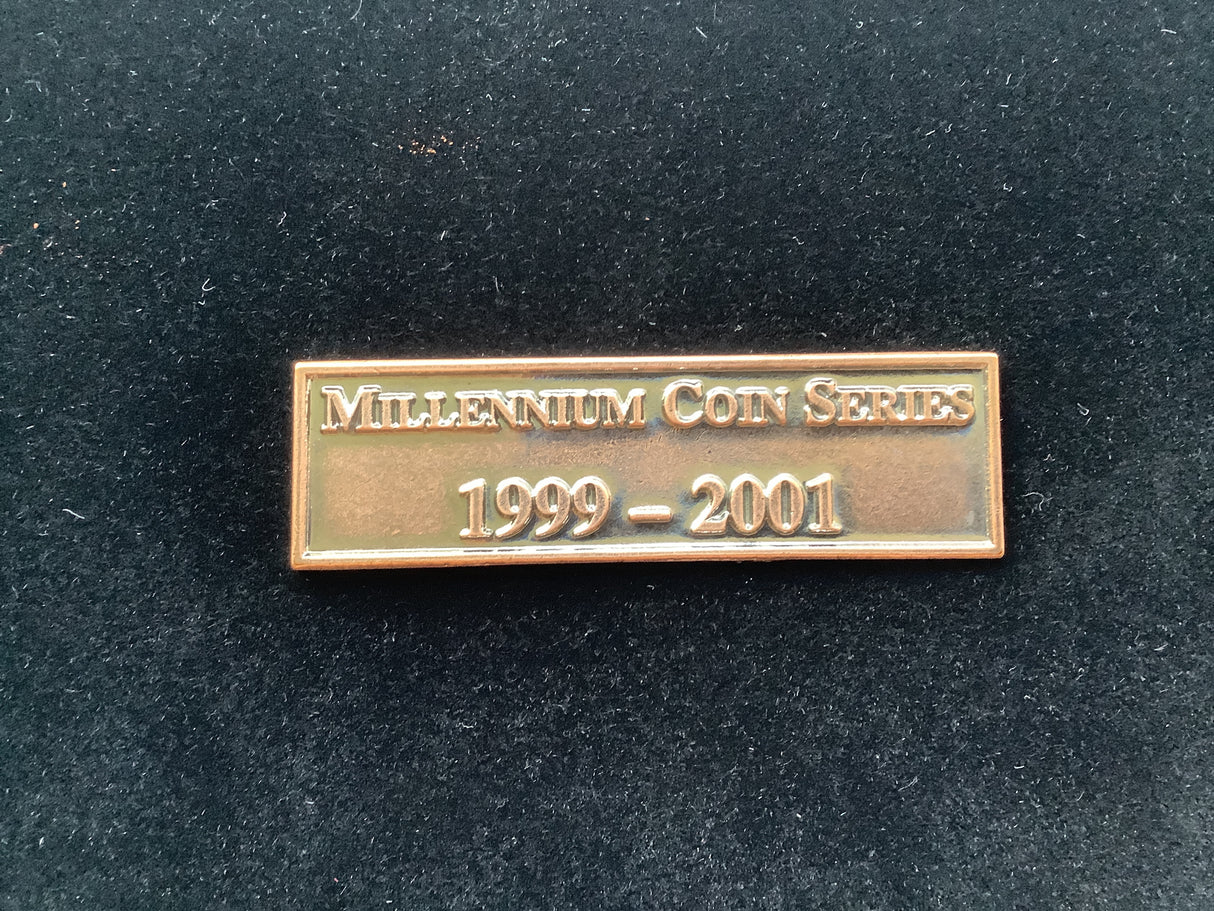 Millennium Coin Series
1999 – 2001